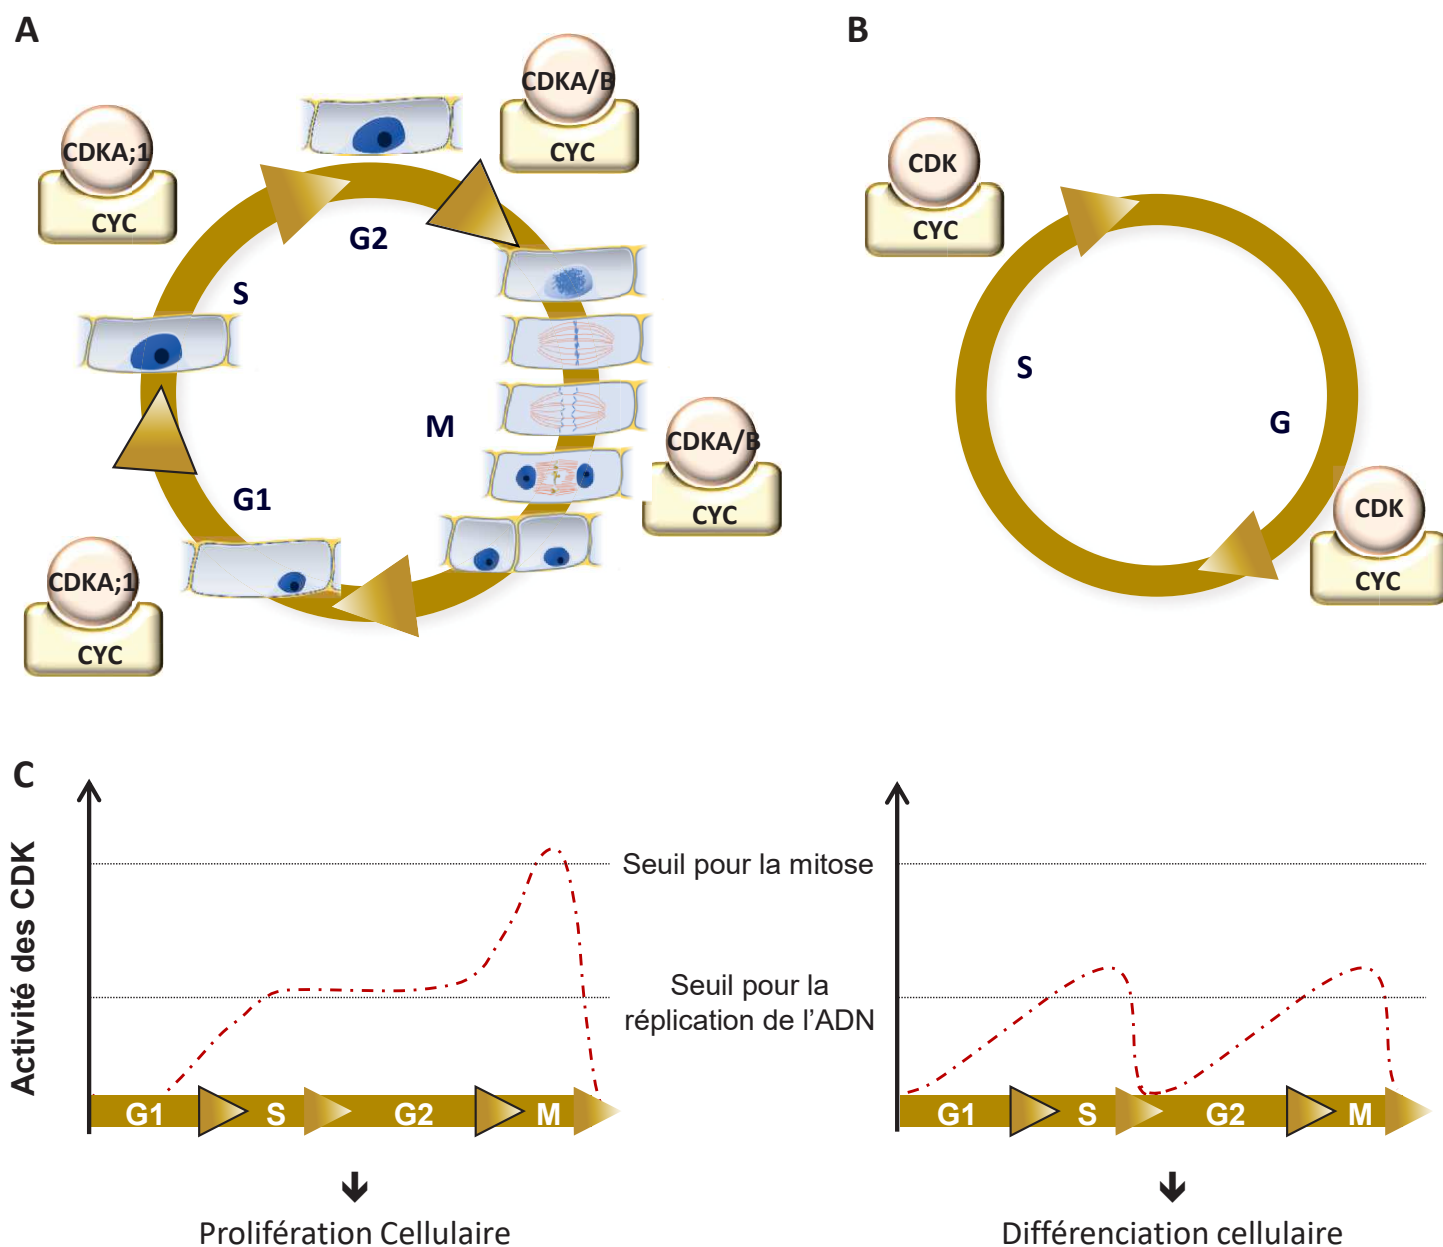 A
CDKA;1
CYC
CDKA/B
CYC
G2
S
M
G1
CDKA/B
CYC
CDKA;1
CYC
B
CDK
CYC
S
G
CDK
CYC
C
Activité des CDK
Seuil pour la mitose
Seuil pour la
réplication de l’ADN
G1 S G2 M
Prolifération Cellulaire
G1 S G2 M
Différenciation cellulaire